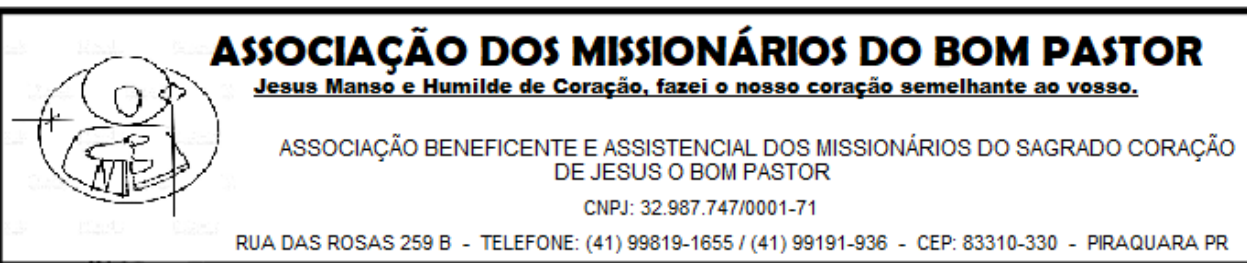 ASSOCIAÇÃO DOS MISSIONÁRIOS DO BOM PASTOR
Jesus Manso e Humilde de Coração, fazei o nosso coração semelhante ao vosso.
ASSOCIAÇÃO BENEFICENTE E ASSISTENCIAL DOS MISSIONÁRIOS DO SAGRADO CORAÇÃO
DE JESUS O BOM PASTOR
CNPJ: 32.987.747/0001-71
RUA DAS ROSAS 259 B - TELEFONE: (41) 99819-1655 / (41) 99191-936 - CEP: 83310-330 - PIRAQUARA PR